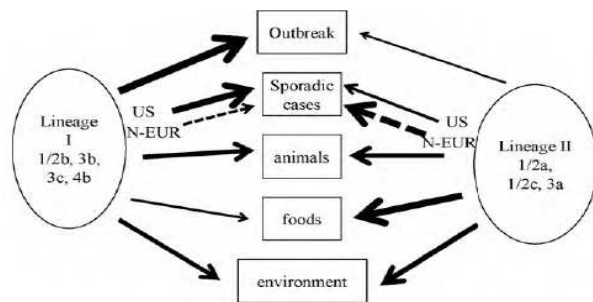 Outbreak
Sporadic
cases
US
N-EUR
US
N-EUR
Lineage
I
1/2b, 3b,
3c, 4b
Lineage II
1/2a,
1/2c, 3a
animals
foods
environment